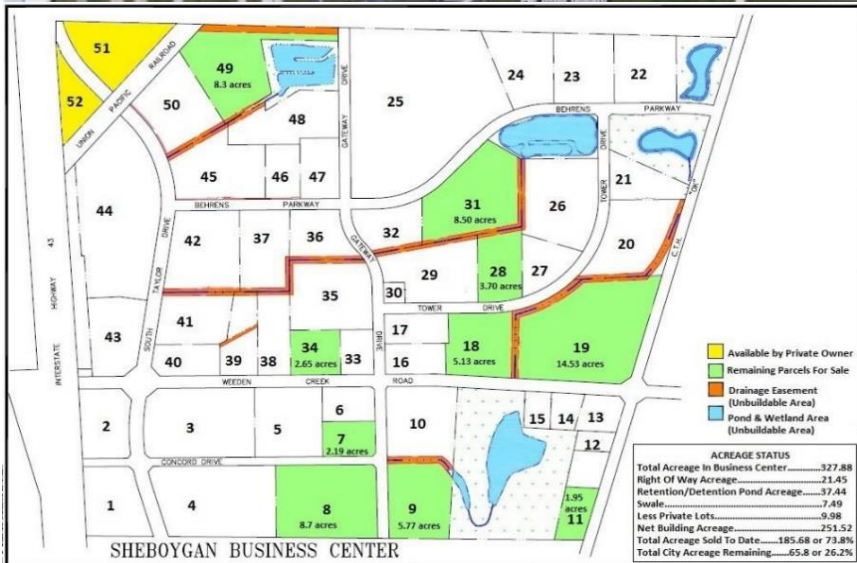 51
52
UNION PACIFIC RAILROAD
50
49
8.3 acres
48
GATEWAY DRIVE
25
24
23
22
BEHRENS PARKWAY
45
46
47
44
BEHRENS PARKWAY
31
8.50 acres
26
TOWER DRIVE
21
20
C.T.H. "OK"
INTERSTATE HIGHWAY 43
SOUTH TAYLOR DRIVE
42
37
36
32
GATEWAY DRIVE
35
30
29
28
3.70 acres
27
TOWER DRIVE
43
41
40
39
38
34
2.65 acres
33
17
16
18
5.13 acres
19
14.53 acres
WEEDEN CREEK ROAD
2
3
5
6
7
2.19 acres
10
15
14
13
12
CONCORD DRIVE
1
4
8
8.7 acres
9
5.77 acres
1.95
acres
11
SHEBOYGAN BUSINESS CENTER
Available by Private Owner
Remaining Parcels For Sale
Drainage Easement
(Unbuildable Area)
Pond & Wetland Area
(Unbuildable Area)
ACREAGE STATUS
Total Acreage In Business Center.............327.88
Right Of Way Acreage..............................21.45
Retention/Detention Pond Acreage........37.44
Swale........................................................7.49
Less Private Lots.......................................9.98
Net Building Acreage.............................251.52
Total Acreage Sold To Date.......185.68 or 73.8%
Total City Acreage Remaining.....65.8 or 26.2%